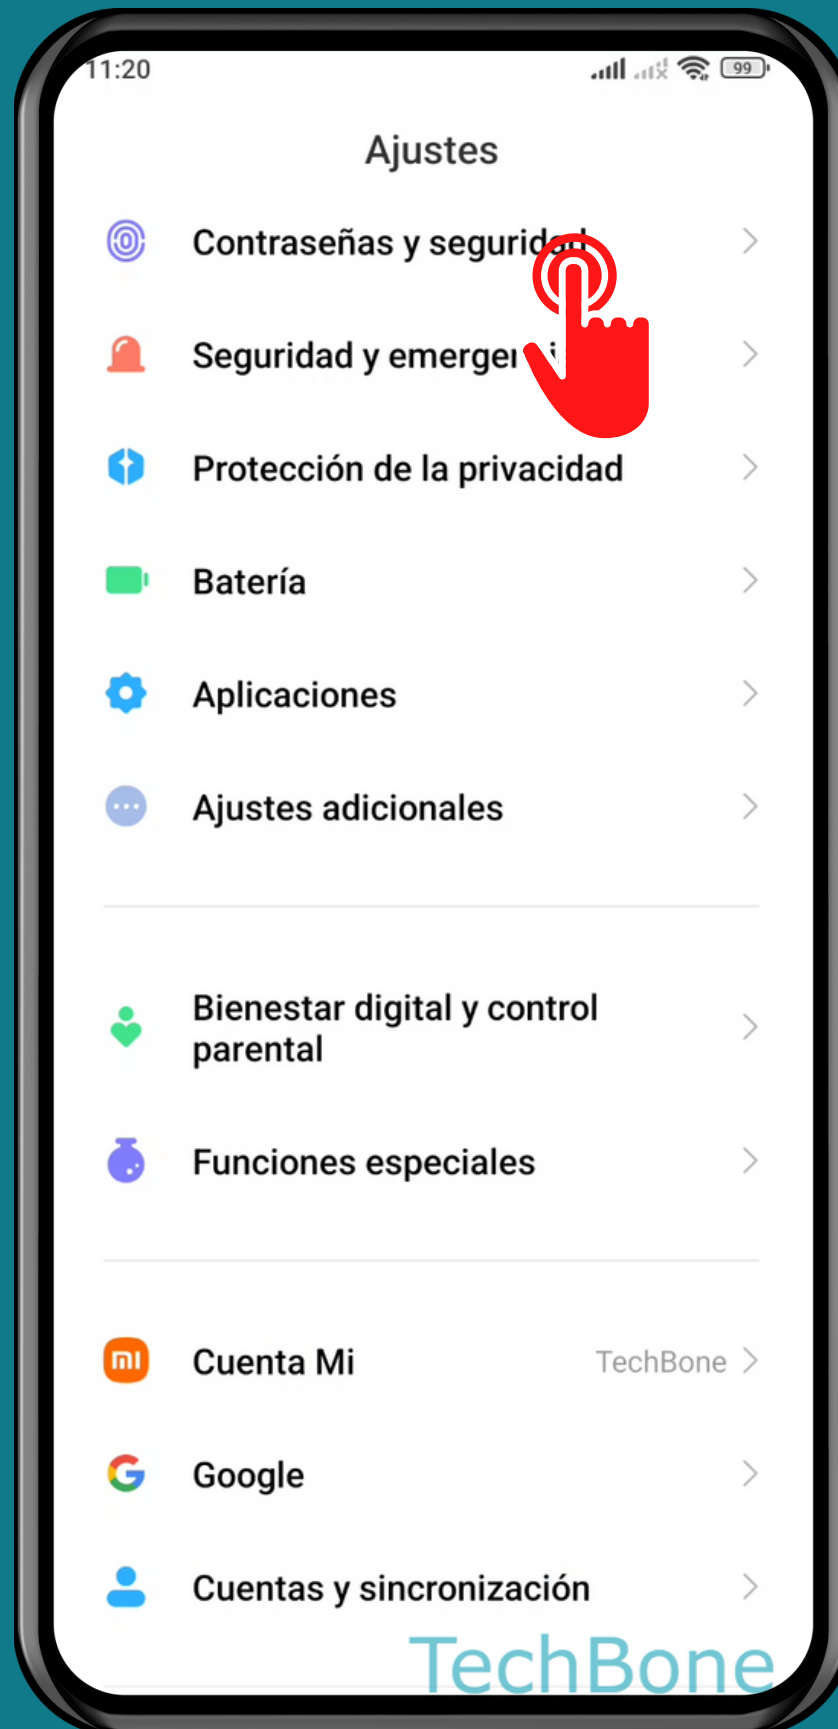 11:20
99
Ajustes
Contraseñas y seguridad
Seguridad y
Protección de la privacidad
Batería
Aplicaciones
Ajustes adicionales
Bienestar digital y control
parental
Funciones especiales
Cuenta Mi
TechBone
Google
Cuentas y sincronización
TechBone